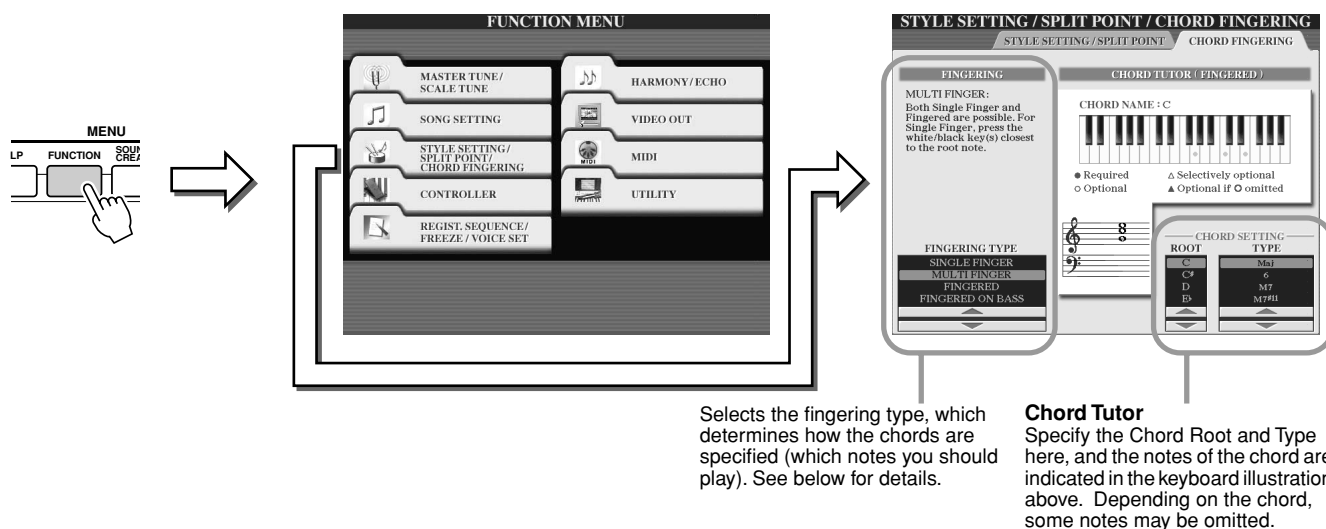 MENU
LP
FUNCTION
SOUN
CREA
FUNCTION MENU
MASTER TUNE/
SCALE TUNE
SONG SETTING
STYLE SETTING/
SPLIT POINT/
CHORD FINGERING
CONTROLLER
REGIST. SEQUENCE/
FREEZE / VOICE SET
HARMONY/ ECHO
VIDEO OUT
MIDI
MIDI
UTILITY
STYLE SETTING / SPLIT POINT / CHORD FINGERING
STYLE SETTING / SPLIT POINT
CHORD FINGERING
FINGERING
MULTI FINGER:
Both Single Finger and
Fingered are possible. For
Single Finger, press the
white/black key(s) closest
to the root note.
FINGERING TYPE
SINGLE FINGER
MULTI FINGER
FINGERED
FINGERED ON BASS
CHORD TUTOR ( FINGERED )
CHORD NAME : C
● Required
△ Selectively optional
○ Optional
▲ Optional if O omitted
CHORD SETTING
ROOT
TYPE
C
Maj
C♯
6
D
M7
E♭
M7♯11
Selects the fingering type, which
determines how the chords are
specified (which notes you should
play). See below for details.
Chord Tutor
Specify the Chord Root and Type
here, and the notes of the chord are
indicated in the keyboard illustration
above. Depending on the chord,
some notes may be omitted.